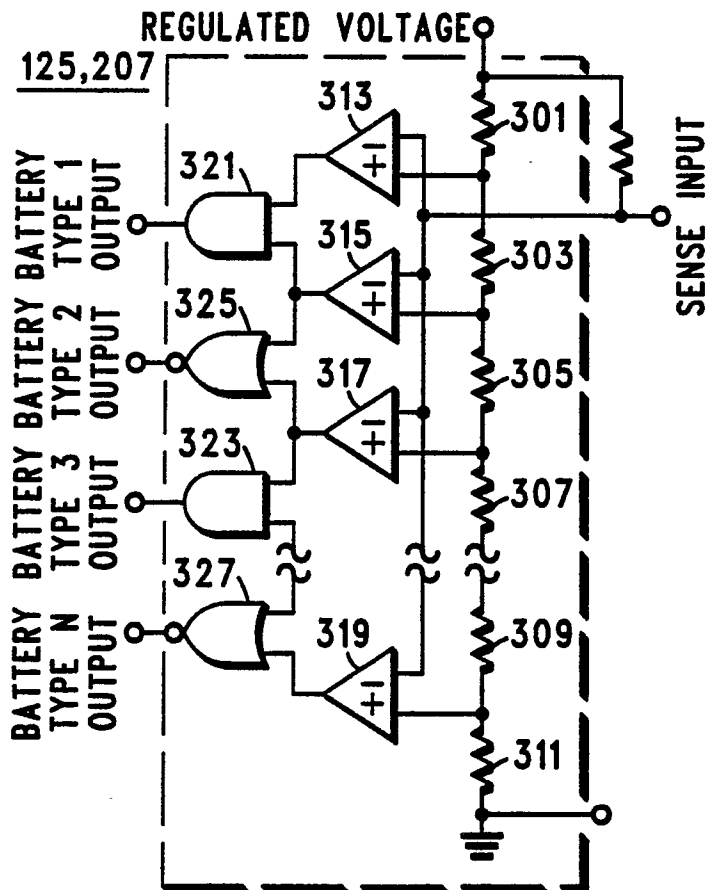 REGULATED VOLTAGE
125,207
313
301
321
BATTERY TYPE 1 OUTPUT
SENSE INPUT
315
303
325
BATTERY TYPE 2 OUTPUT
317
305
323
BATTERY TYPE 3 OUTPUT
307
327
BATTERY TYPE N OUTPUT
319
309
311